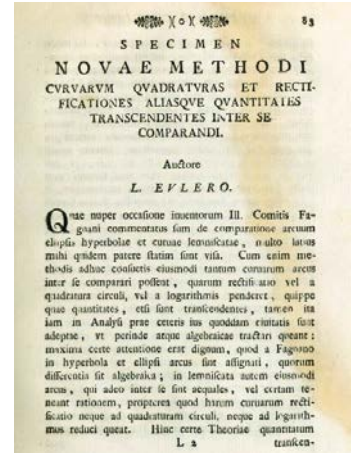 )( o )( 83
SPECIMEN
NOVAE METHODI
CVRVARVM QVADRATVRAS ET RECTI-
FICATIONES ALIASQVE QVANTITATES
TRANSCENDENTES INTER SE
COMPARANDI.
Auctore
L. EVLERO.
Quae nuper occasione inuentorum Ill. Comitis Fa-
gnani commentatus sum de comparatione arcuum
ellipsis hyperbolae et curuae lemniscatae, multo latius
mihi quidem patere statim sunt visa. Cum enim me-
thodis adhuc consuetis eiusmodi tantum curuarum arcus
inter se comparari possent, quarum rectificatio vel a
quadratura circuli, vel a logarithmis penderet, quippe
quae quantitates, etsi sunt transcendentes, tamen ita
iam in Analysi prae ceteris ius quoddam ciuitatis sunt
adeptae, vt perinde atque algebraicae tractari queant:
maxima certe attentione erat dignum, quod a Fagnano
in hyperbola et ellipsi arcus sint assignati, quorum
differentia sit algebraica; in lemniscata autem eiusmodi
arcus, qui adeo inter se sint aequales, vel certam te-
neant rationem, propterea quod harum curuarum recti-
ficatio neque ad quadraturam circuli, neque ad logarith-
mos reduci queat. Hinc certe Theoriae quantitatum
L 2 transcen-